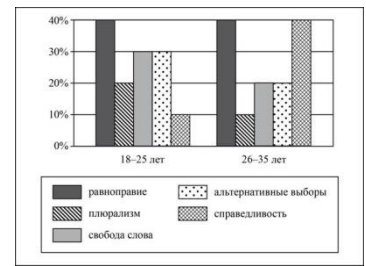 40%
30%
20%
10%
0%
18–25 лет 26–35 лет
равноправие альтернативные выборы
плюрализм справедливость
свобода слова